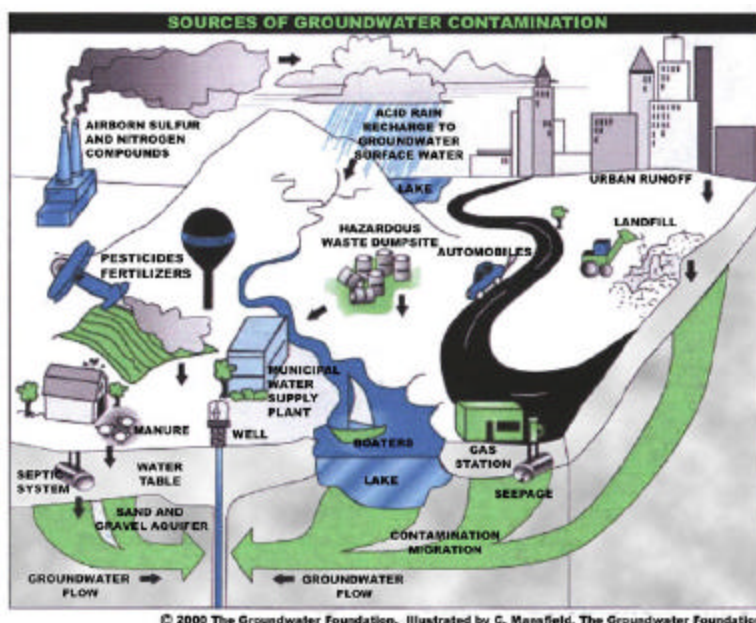 SOURCES OF GROUNDWATER CONTAMINATION
AIRBORN SULFUR
AND NITROGEN
COMPOUNDS
ACID RAIN
RECHARGE TO
GROUNDWATER
SURFACE WATER
LAKE
URBAN RUNOFF
LANDFILL
HAZARDOUS
WASTE DUMPSITE
AUTOMOBILES
PESTICIDES
FERTILIZERS
MUNICIPAL
WATER
SUPPLY
PLANT
MANURE
WELL
BOATERS
GAS
STATION
SEPTIC
SYSTEM
WATER
TABLE
LAKE
SEEPAGE
SAND AND
GRAVEL AQUIFER
CONTAMINATION
MIGRATION
GROUNDWATER
FLOW
GROUNDWATER
FLOW
© 2000 The Groundwater Foundation. Illustrated by C. Mansfield, The Groundwater Foundatio